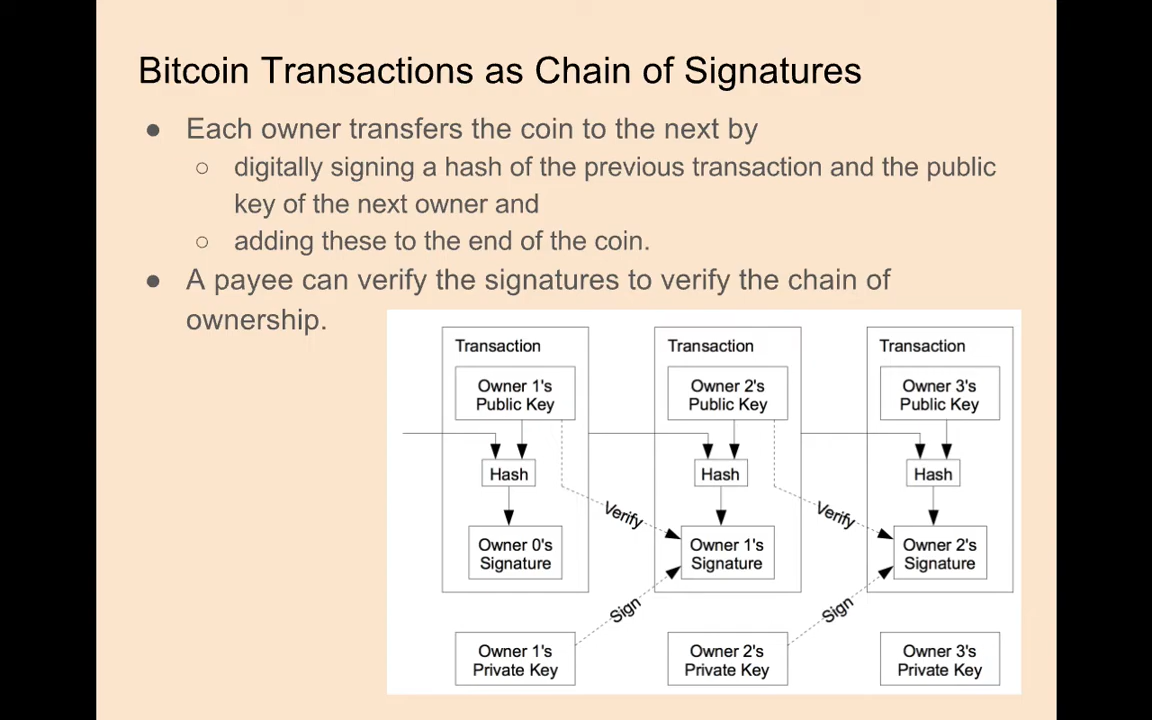 Bitcoin Transactions as Chain of Signatures
● Each owner transfers the coin to the next by
○ digitally signing a hash of the previous transaction and the public
key of the next owner and
○ adding these to the end of the coin.
● A payee can verify the signatures to verify the chain of
ownership.
Transaction
Owner 1's
Public Key
Hash
Owner 0's
Signature
Transaction
Owner 2's
Public Key
Hash
Verify
Owner 1's
Signature
Sign
Transaction
Owner 3's
Public Key
Hash
Verify
Owner 2's
Signature
Sign
Owner 1's
Private Key
Owner 2's
Private Key
Owner 3's
Private Key